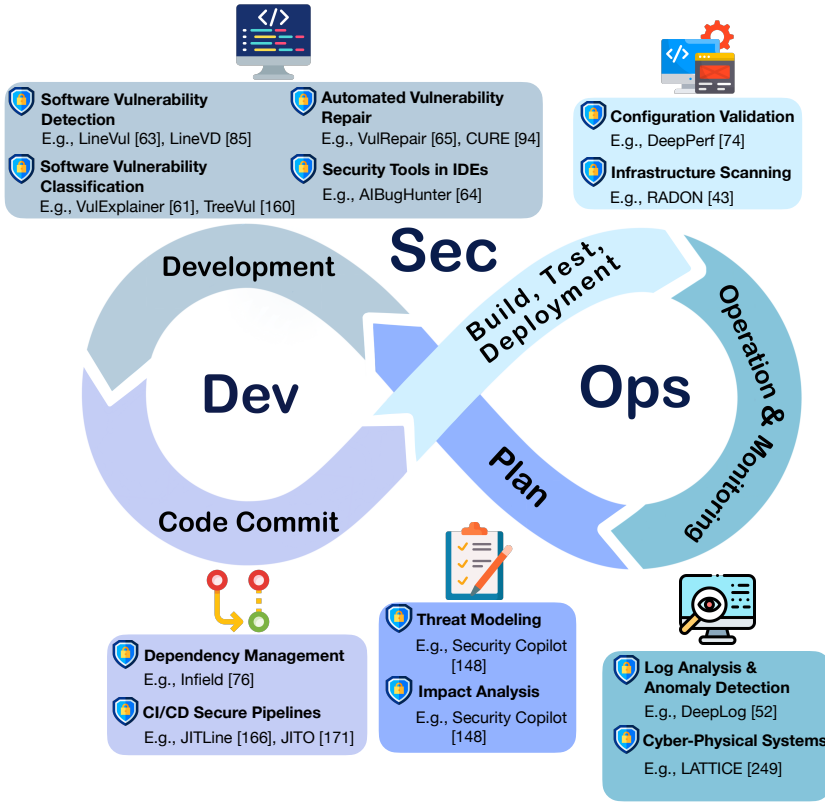 </>
Software Vulnerability
Detection
E.g., LineVul [63], LineVD [85]
Software Vulnerability
Classification
E.g., VulExplainer [61], TreeVul [160]
Automated Vulnerability
Repair
E.g., VulRepair [65], CURE [94]
Security Tools in IDEs
E.g., AIBugHunter [64]
</>
Configuration Validation
E.g., DeepPerf [74]
Infrastructure Scanning
E.g., RADON [43]
Sec
Development
Build, Test,
Deployment
Operation & Monitoring
Dev
Ops
Plan
Code Commit
Dependency Management
E.g., Infield [76]
CI/CD Secure Pipelines
E.g., JITLine [166], JITO [171]
Threat Modeling
E.g., Security Copilot
[148]
Impact Analysis
E.g., Security Copilot
[148]
Log Analysis &
Anomaly Detection
E.g., DeepLog [52]
Cyber-Physical Systems
E.g., LATTICE [249]